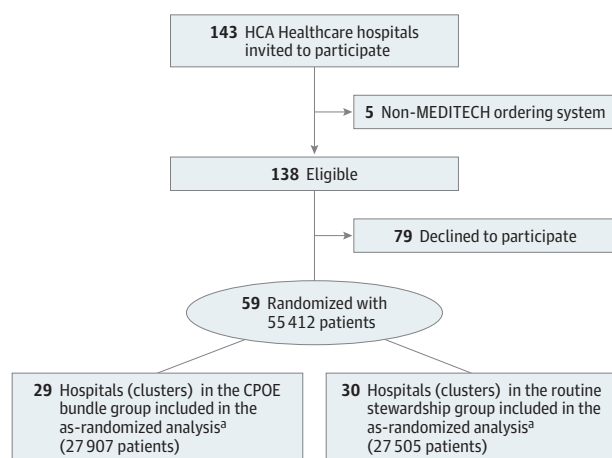 143 HCA Healthcare hospitals
invited to participate
5 Non-MEDITECH ordering system
138 Eligible
79 Declined to participate
59 Randomized with
55 412 patients
29 Hospitals (clusters) in the CPOE
bundle group included in the
as-randomized analysisᵃ
(27 907 patients)
30 Hospitals (clusters) in the routine
stewardship group included in the
as-randomized analysisᵃ
(27 505 patients)